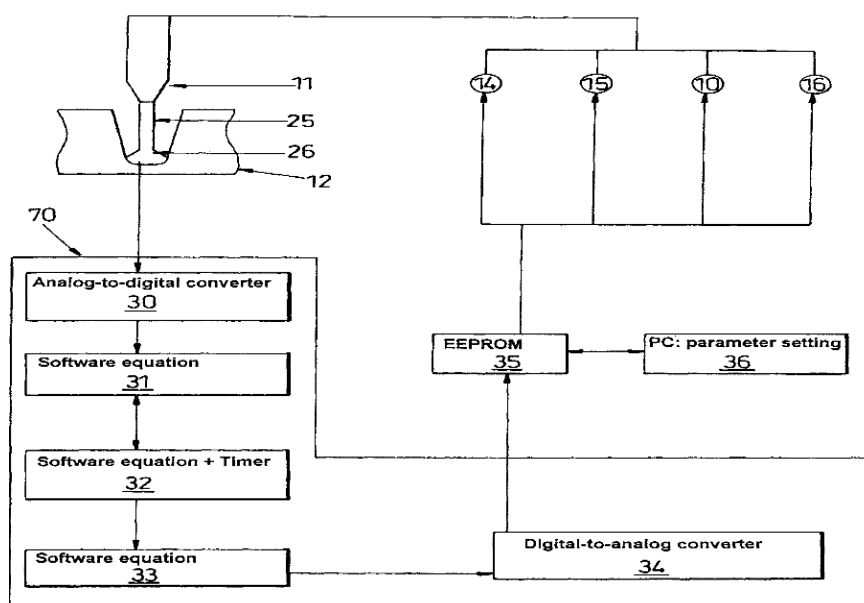 11
25
26
12
14
15
10
16
70
Analog-to-digital converter
30
Software equation
31
Software equation + Timer
32
Software equation
33
EEPROM
35
PC: parameter setting
36
Digital-to-analog converter
34